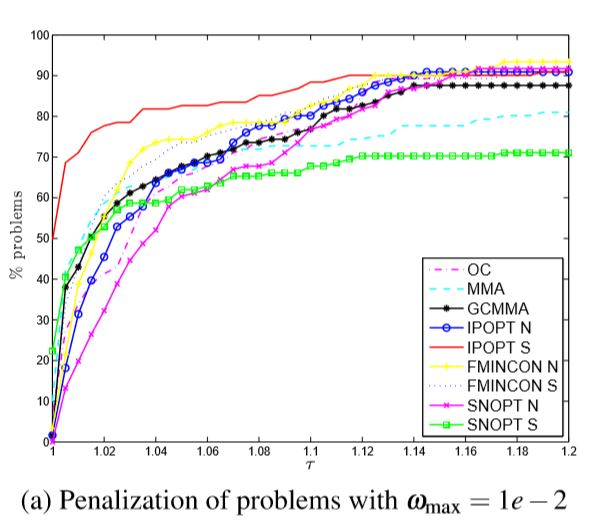 100
90
80
70
60
50
40
30
20
10
0
% problems
1 1.02 1.04 1.06 1.08 1.1 1.12 1.14 1.16 1.18 1.2
τ
OC
MMA
GCMMA
IPOPT N
IPOPT S
FMINCON N
FMINCON S
SNOPT N
SNOPT S
(a) Penalization of problems with ω_max = 1e − 2